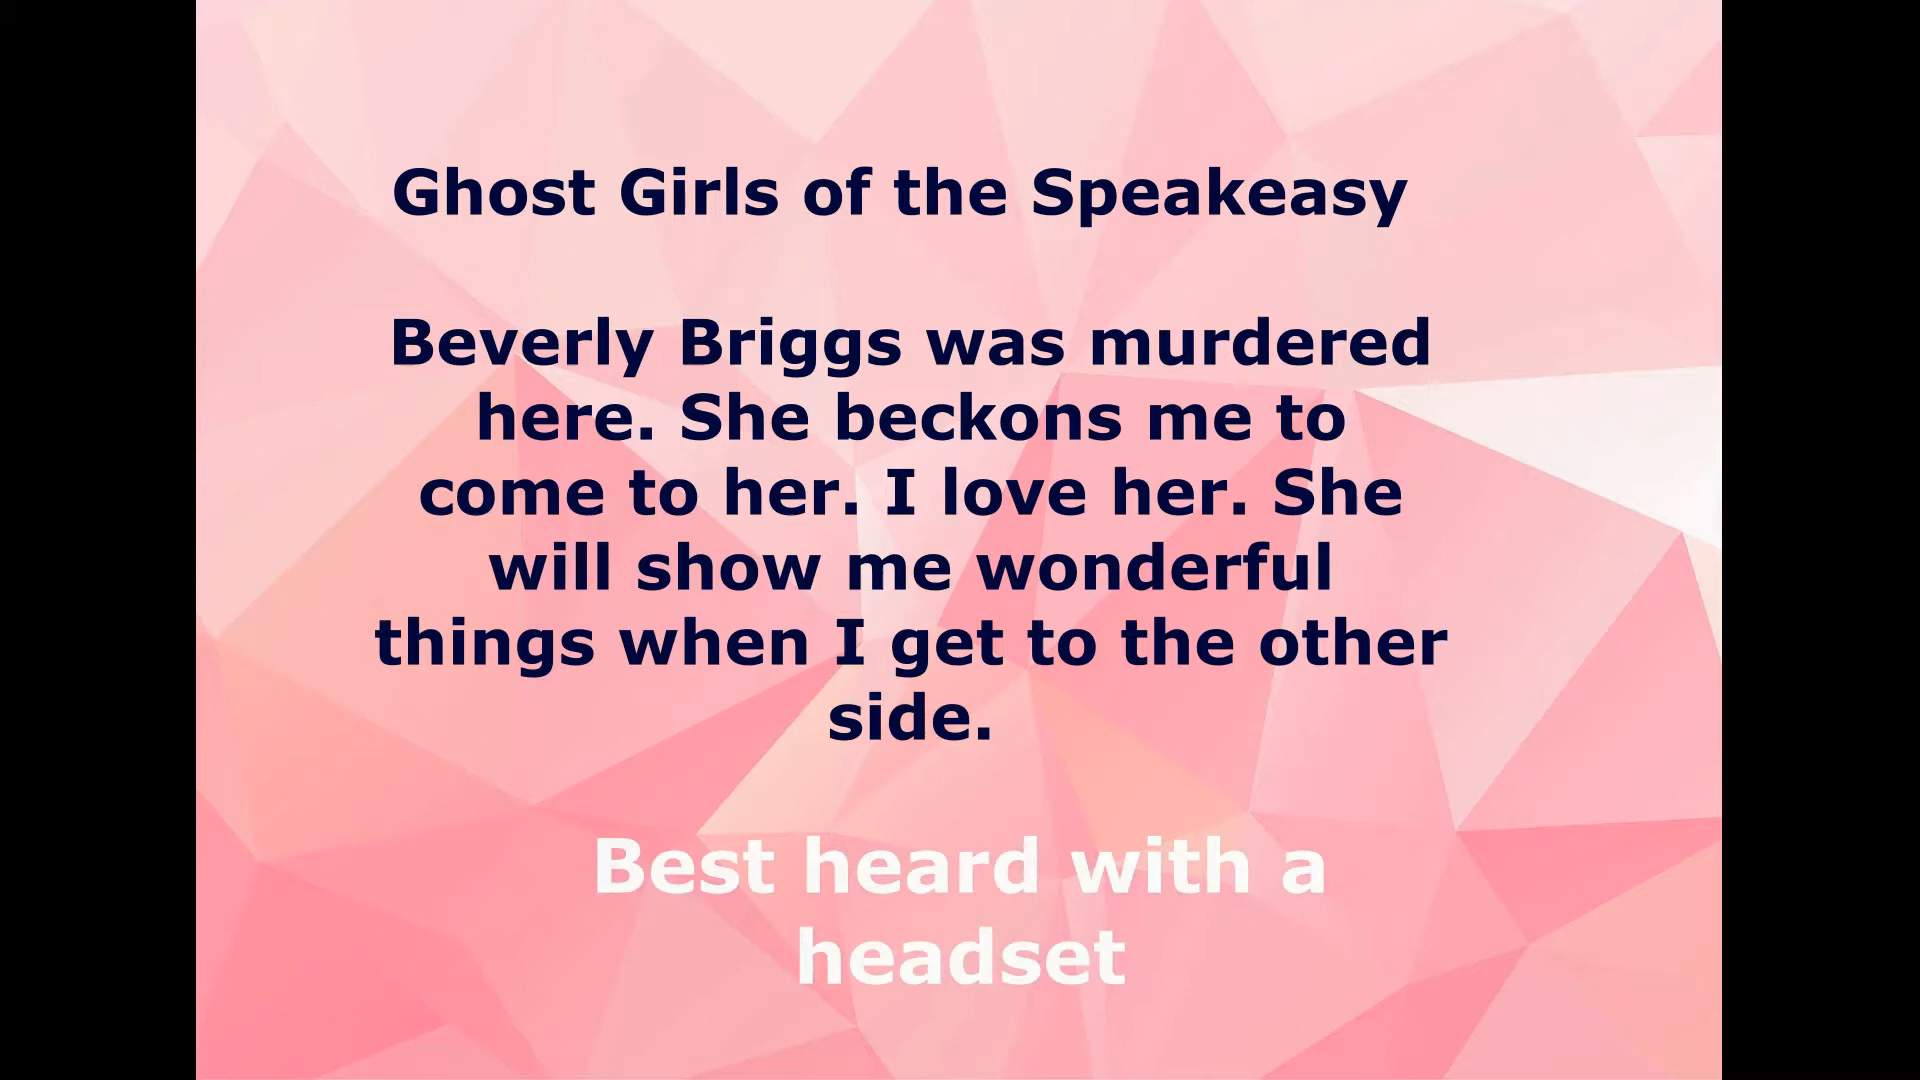 Ghost Girls of the Speakeasy
Beverly Briggs was murdered
here. She beckons me to
come to her. I love her. She
will show me wonderful
things when I get to the other
side.
Best heard with a
headset